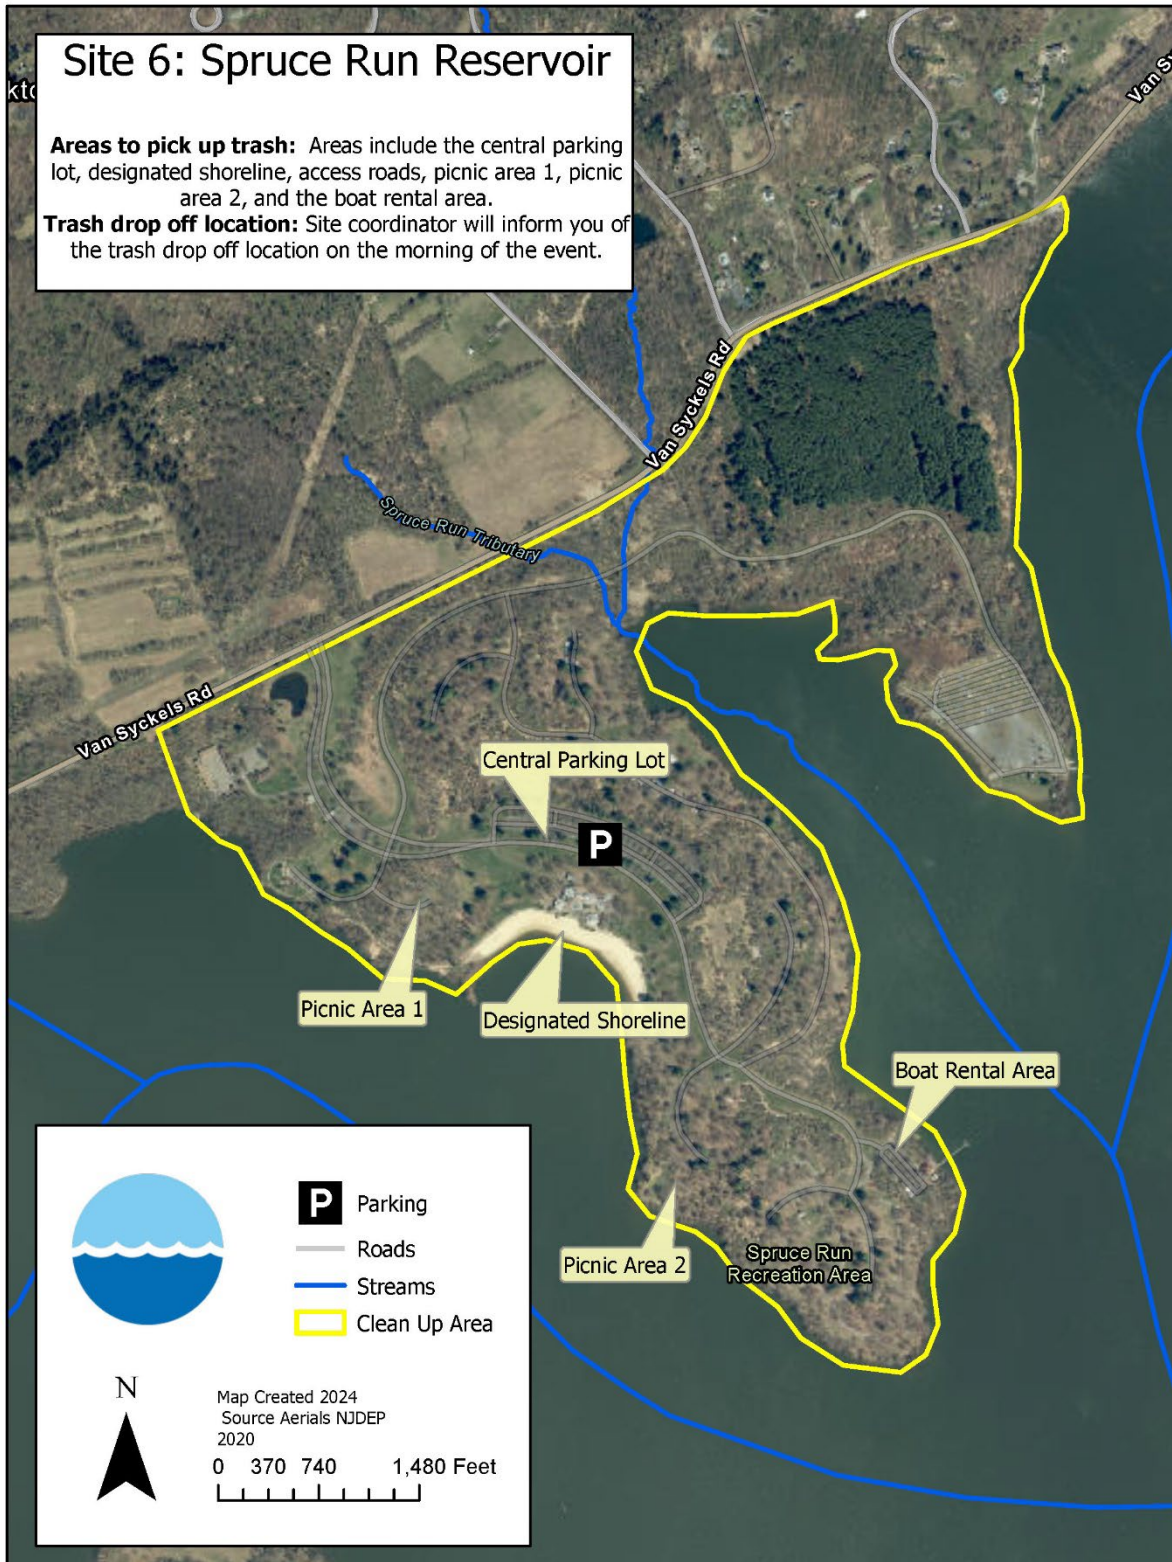 Site 6: Spruce Run Reservoir
Areas to pick up trash: Areas include the central parking
lot, designated shoreline, access roads, picnic area 1, picnic
area 2, and the boat rental area.
Trash drop off location: Site coordinator will inform you of
the trash drop off location on the morning of the event.
Van Sy
kto
Van Syckels Rd
Spruce Run Tributary
Van Syckels Rd
Central Parking Lot
P
Picnic Area 1
Designated Shoreline
Boat Rental Area
Picnic Area 2
Spruce Run
Recreation Area
P Parking
Roads
Streams
Clean Up Area
N
Map Created 2024
Source Aerials NJDEP
2020
0 370 740 1,480 Feet